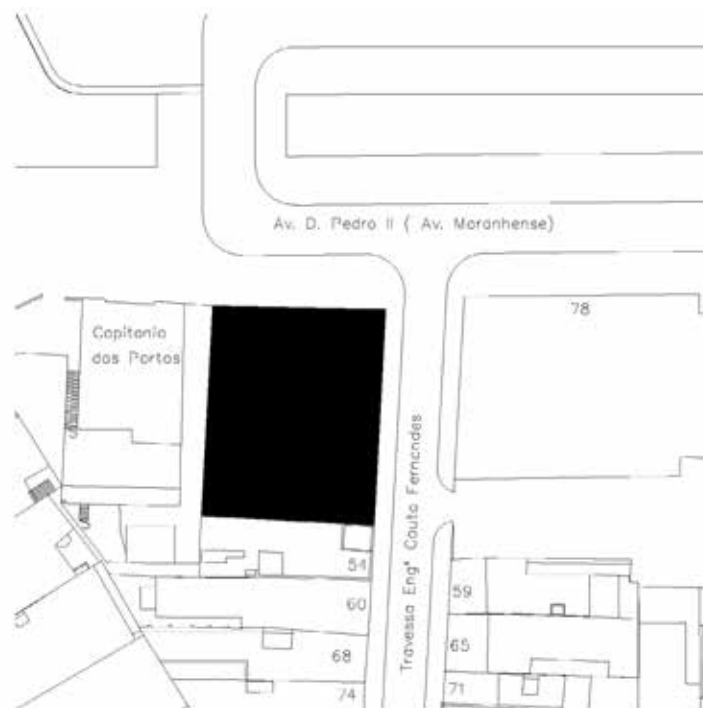 Av. D. Pedro II ( Av. Maranhense)
78
Capitania
dos Portos
Travessa Engº Couto Fernandes
54
59
60
65
68
71
74